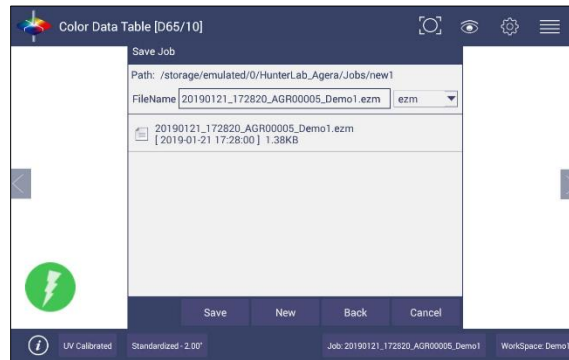 Color Data Table [D65/10]
Save Job
Path: /storage/emulated/0/HunterLab_Agera/Jobs/new1
FileName 20190121_172820_AGR00005_Demo1.ezm ezm
20190121_172820_AGR00005_Demo1.ezm
[ 2019-01-21 17:28:00 ] 1.38KB
Save New Back Cancel
i UV Calibrated Standardized - 2.00" Job: 20190121_172820_AGR00005_Demo1 WorkSpace: Demo1